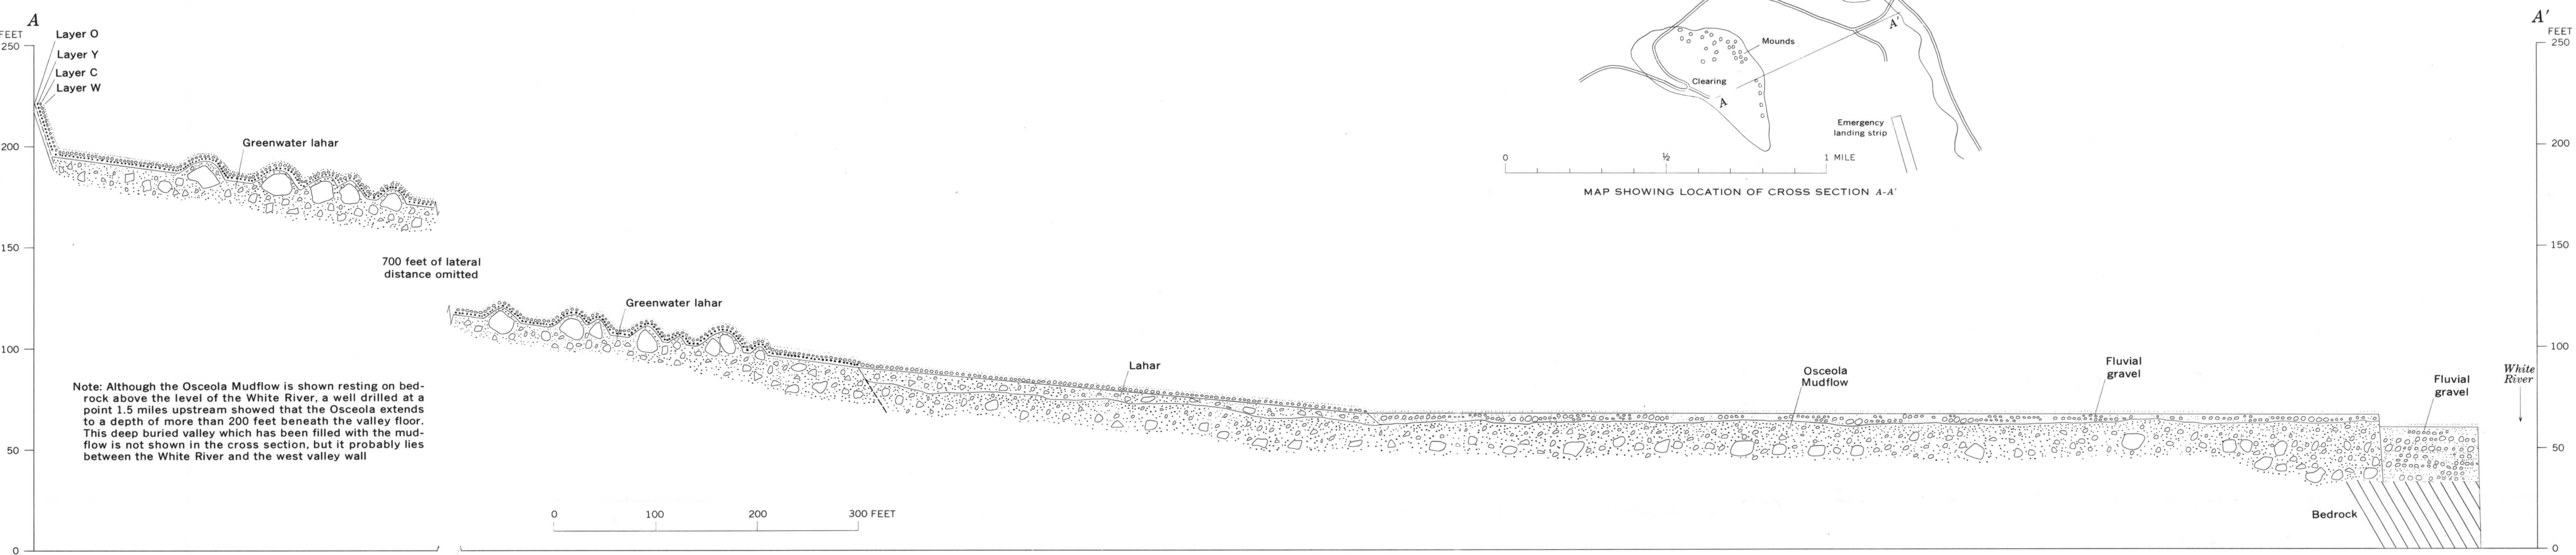 A
FEET
250
200
150
100
50
0
Layer O
Layer Y
Layer C
Layer W
Greenwater lahar
700 feet of lateral
distance omitted
Greenwater lahar
Note: Although the Osceola Mudflow is shown resting on bed-
rock above the level of the White River, a well drilled at a
point 1.5 miles upstream showed that the Osceola extends
to a depth of more than 200 feet beneath the valley floor.
This deep buried valley which has been filled with the mud-
flow is not shown in the cross section, but it probably lies
between the White River and the west valley wall
0 100 200 300 FEET
Lahar
Mounds
Clearing
A
A'
Emergency
landing strip
0 ½ 1 MILE
MAP SHOWING LOCATION OF CROSS SECTION A-A'
Osceola
Mudflow
Fluvial
gravel
Fluvial
gravel
White
River
Bedrock
A'
FEET
250
200
150
100
50
0